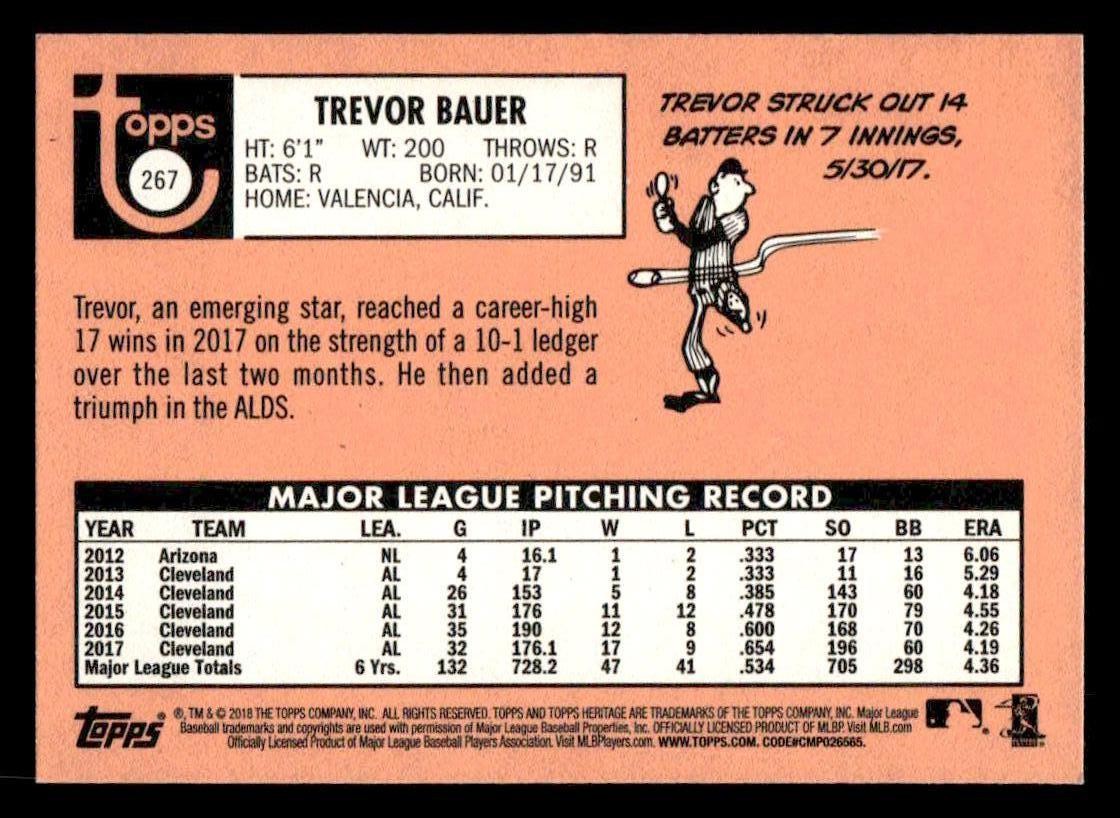 topps
267
TREVOR BAUER
HT: 6'1" WT: 200 THROWS: R
BATS: R BORN: 01/17/91
HOME: VALENCIA, CALIF.
TREVOR STRUCK OUT 14
BATTERS IN 7 INNINGS,
5/30/17.
Trevor, an emerging star, reached a career-high
17 wins in 2017 on the strength of a 10-1 ledger
over the last two months. He then added a
triumph in the ALDS.
MAJOR LEAGUE PITCHING RECORD
YEAR TEAM LEA. G IP W L PCT SO BB ERA
2012 Arizona NL 4 16.1 1 2 .333 17 13 6.06
2013 Cleveland AL 4 17 1 2 .333 11 16 5.29
2014 Cleveland AL 26 153 5 8 .385 143 60 4.18
2015 Cleveland AL 31 176 11 12 .478 170 79 4.55
2016 Cleveland AL 35 190 12 8 .600 168 70 4.26
2017 Cleveland AL 32 176.1 17 9 .654 196 60 4.19
Major League Totals 6 Yrs. 132 728.2 47 41 .534 705 298 4.36
topps®
®, TM & © 2018 THE TOPPS COMPANY, INC. ALL RIGHTS RESERVED. TOPPS AND TOPPS HERITAGE ARE TRADEMARKS OF THE TOPPS COMPANY, INC. Major League
Baseball trademarks and copyrights are used with permission of Major League Baseball Properties, Inc. OFFICIALLY LICENSED PRODUCT OF MLBP. Visit MLB.com
Officially Licensed Product of Major League Baseball Players Association. Visit MLBPlayers.com. WWW.TOPPS.COM. CODE#CMP026565.